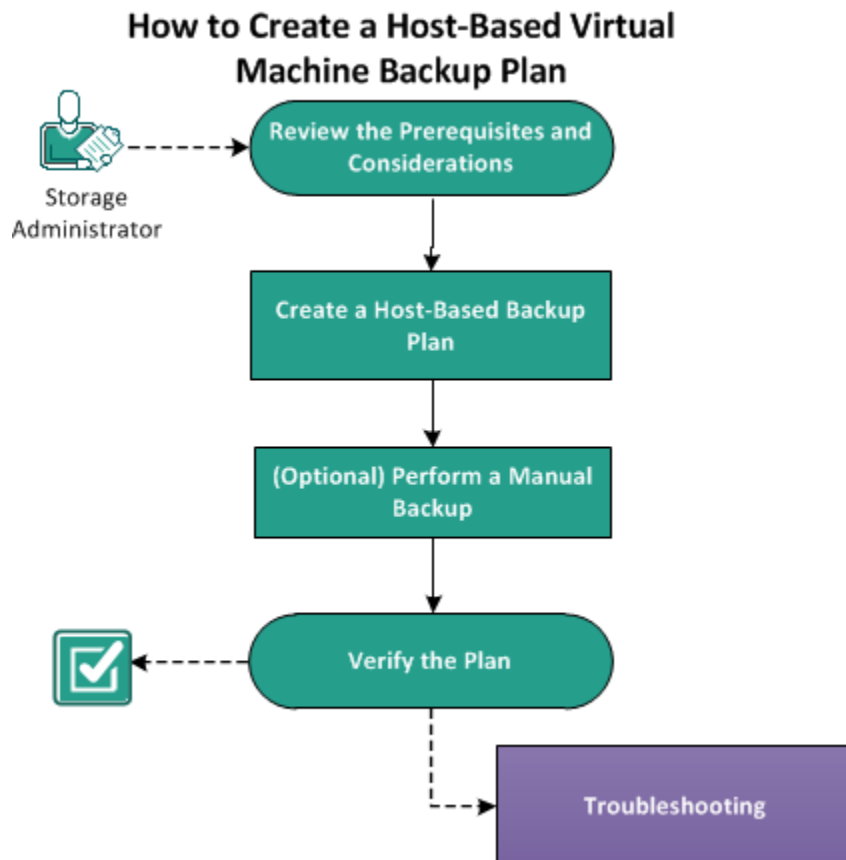 How to Create a Host-Based Virtual
Machine Backup Plan
Review the Prerequisites and
Considerations
Storage
Administrator
Create a Host-Based Backup
Plan
(Optional) Perform a Manual
Backup
Verify the Plan
Troubleshooting